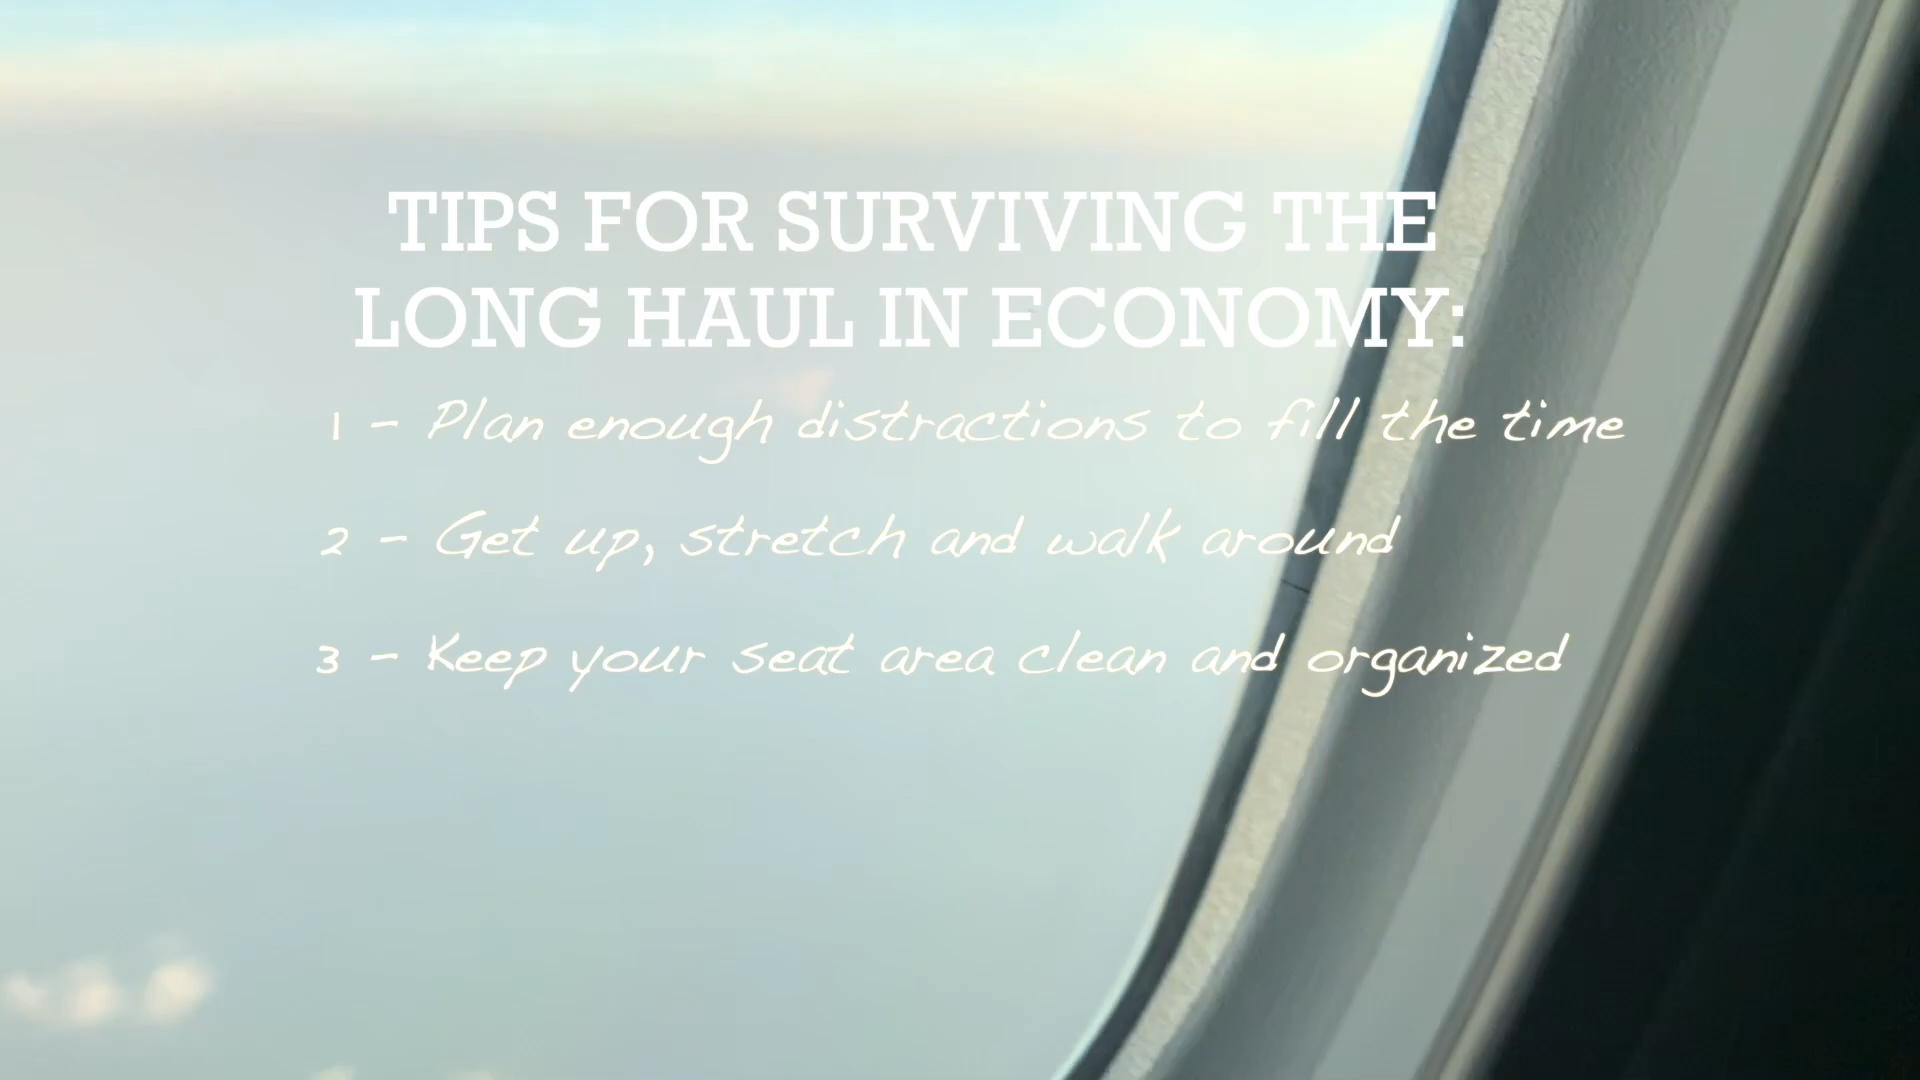 TIPS FOR SURVIVING THE
LONG HAUL IN ECONOMY:
1 - Plan enough distractions to fill the time
2 - Get up, stretch and walk around
3 - Keep your seat area clean and organized